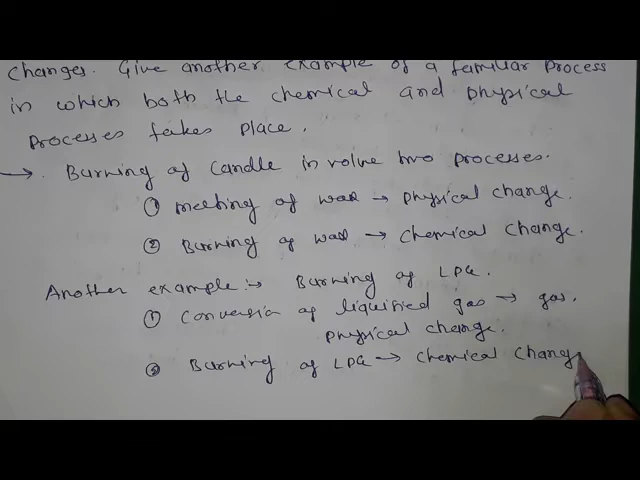 changes. Give another example of a familiar process
in which both the chemical and physical
processes takes place.
→ Burning of candle involve two processes.
① melting of wax → physical change.
② Burning of wax → chemical change.
Another example :→ Burning of LPG.
① Conversion of liquified gas → gas.
physical change.
② Burning of LPG → chemical chang